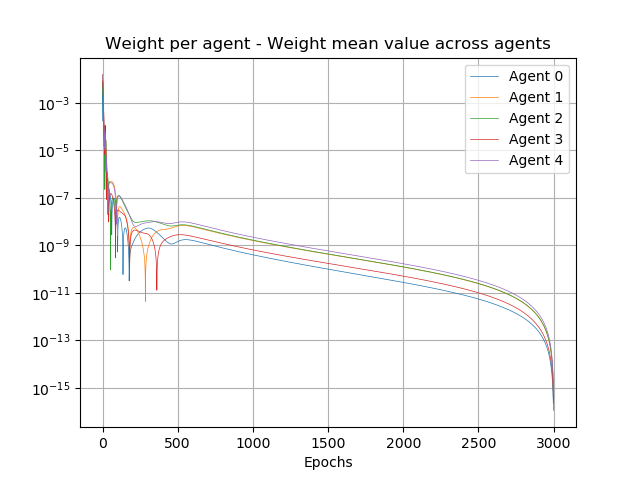 Weight per agent - Weight mean value across agents
Agent 0
Agent 1
Agent 2
Agent 3
Agent 4
10⁻³
10⁻⁵
10⁻⁷
10⁻⁹
10⁻¹¹
10⁻¹³
10⁻¹⁵
0 500 1000 1500 2000 2500 3000
Epochs